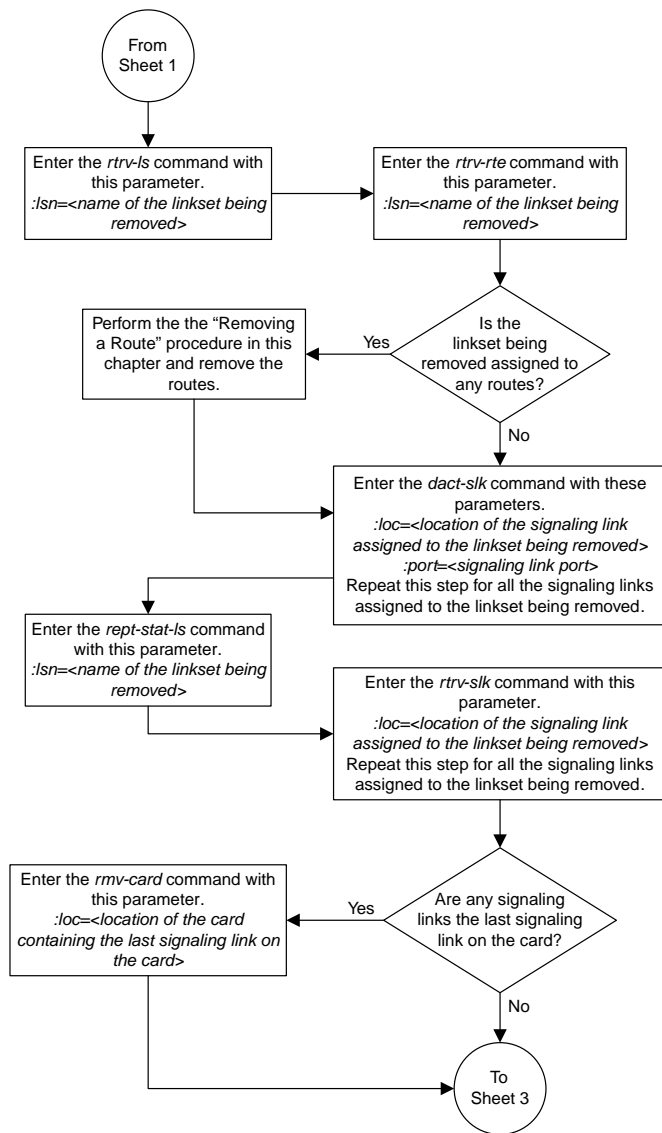 From
Sheet 1
Enter the rtrv-ls command with
this parameter.
:lsn=<name of the linkset being
removed>
Enter the rtrv-rte command with
this parameter.
:lsn=<name of the linkset being
removed>
Is the
linkset being
removed assigned to
any routes?
Yes
Perform the the “Removing
a Route” procedure in this
chapter and remove the
routes.
No
Enter the dact-slk command with these
parameters.
:loc=<location of the signaling link
assigned to the linkset being removed>
:port=<signaling link port>
Repeat this step for all the signaling links
assigned to the linkset being removed.
Enter the rept-stat-ls command
with this parameter.
:lsn=<name of the linkset being
removed>
Enter the rtrv-slk command with this
parameter.
:loc=<location of the signaling link
assigned to the linkset being removed>
Repeat this step for all the signaling links
assigned to the linkset being removed.
Are any signaling
links the last signaling
link on the card?
Yes
Enter the rmv-card command with
this parameter.
:loc=<location of the card
containing the last signaling link on
the card>
No
To
Sheet 3